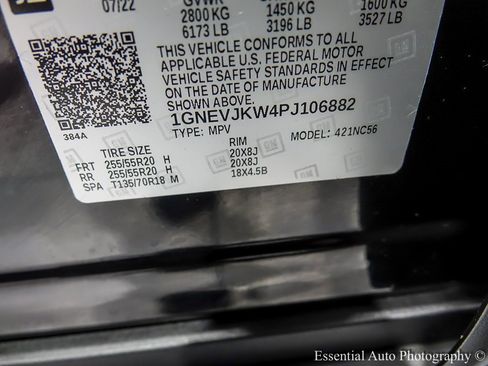 07/22 GVWR
2800 KG 1450 KG 1600 KG
6173 LB 3196 LB 3527 LB
THIS VEHICLE CONFORMS TO ALL
APPLICABLE U.S. FEDERAL MOTOR
VEHICLE SAFETY STANDARDS IN EFFECT
ON THE DATE OF MANUFACTURE
SHOWN ABOVE.
1GNEVJKW4PJ106882
384A
TYPE: MPV MODEL: 421NC56
TIRE SIZE RIM
FRT 255/55R20 H 20X8J
RR 255/55R20 H 20X8J
SPA T135/70R18 M 18X4.5B
GM
Essential Auto Photography©